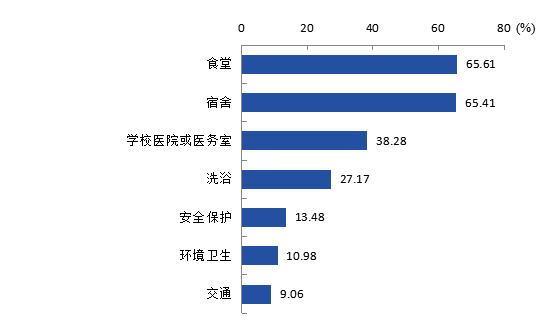 0 20 40 60 80 (%)
食堂 65.61
宿舍 65.41
学校医院或医务室 38.28
洗浴 27.17
安全保护 13.48
环境卫生 10.98
交通 9.06